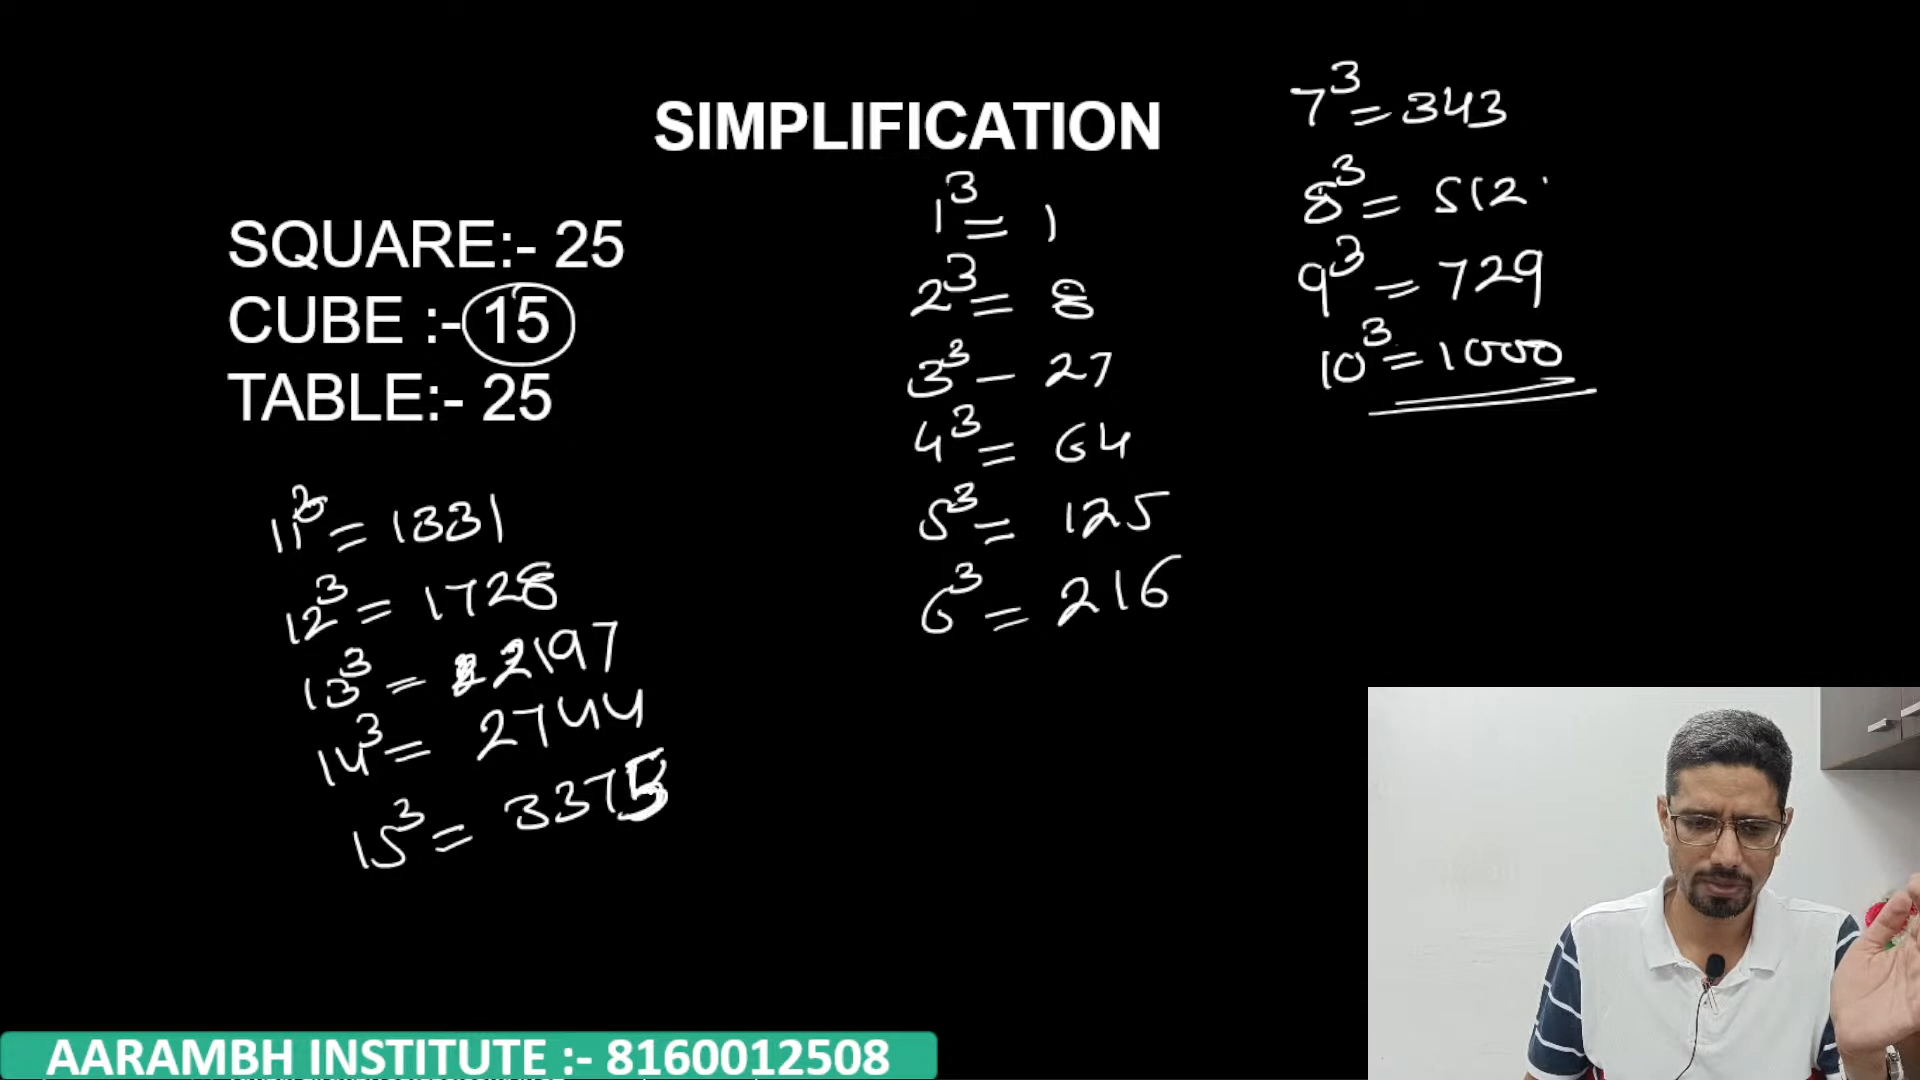 SIMPLIFICATION
SQUARE:- 25
CUBE :- 15
TABLE:- 25
1³ = 1
2³ = 8
3³ – 27
4³ = 64
5³ = 125
6³ = 216
7³ = 343
8³ = 512
9³ = 729
10³ = 1000
11³ = 1331
12³ = 1728
13³ = 2197
14³ = 2744
15³ = 3375
AARAMBH INSTITUTE :- 8160012508